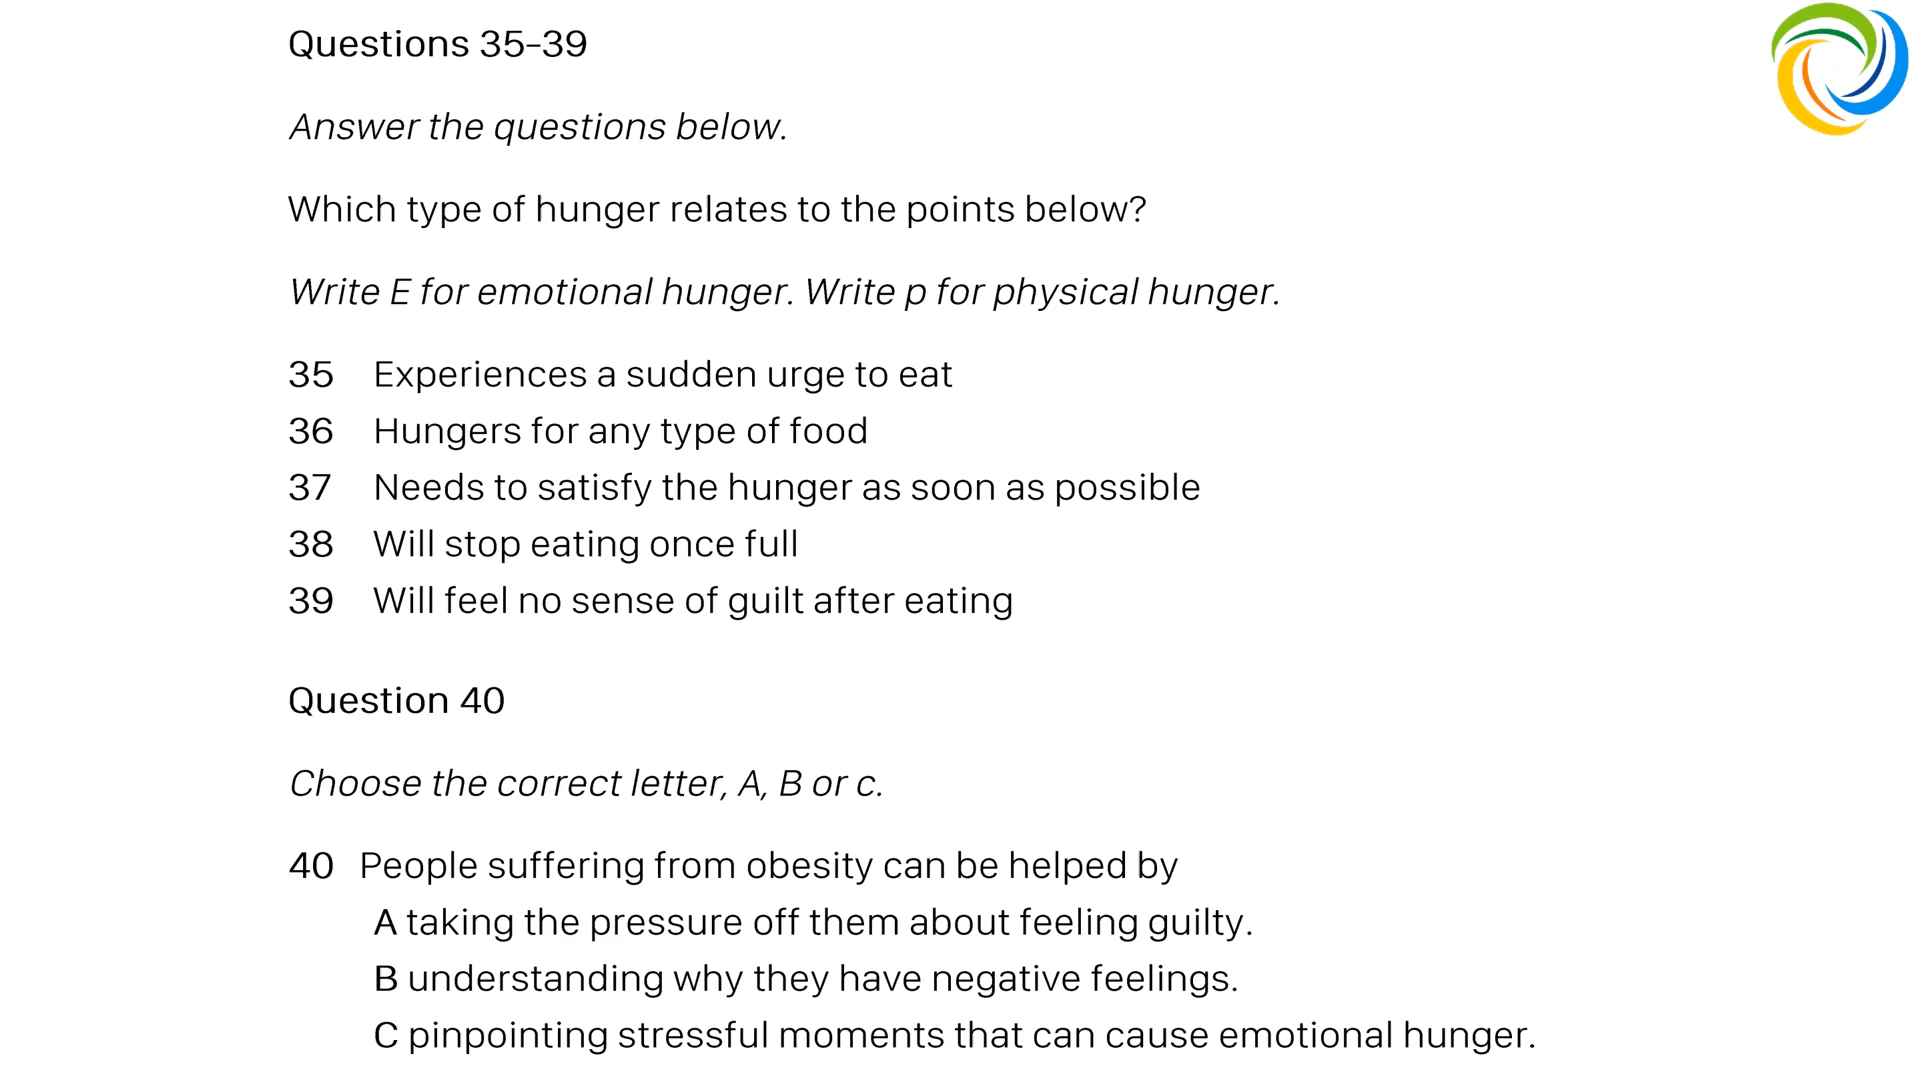 Questions 35–39
Answer the questions below.
Which type of hunger relates to the points below?
Write E for emotional hunger. Write p for physical hunger.
35 Experiences a sudden urge to eat
36 Hungers for any type of food
37 Needs to satisfy the hunger as soon as possible
38 Will stop eating once full
39 Will feel no sense of guilt after eating
Question 40
Choose the correct letter, A, B or c.
40 People suffering from obesity can be helped by
A taking the pressure off them about feeling guilty.
B understanding why they have negative feelings.
C pinpointing stressful moments that can cause emotional hunger.